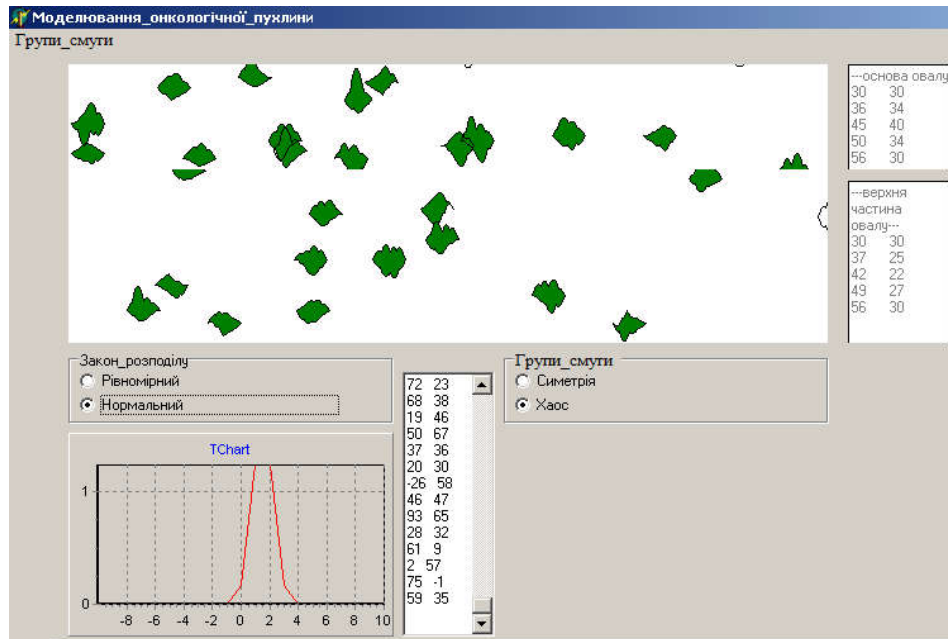 Моделювання_онкологічної_пухлини
Групи_смуги
---основа овалу
30 30
36 34
45 40
50 34
56 30
---верхня
частина
овалу---
30 30
37 25
42 22
49 27
56 30
Закон_розподілу
Рівномірний
Нормальний
72 23
68 38
19 46
50 67
37 36
20 30
-26 58
46 47
93 65
28 32
61 9
2 57
75 -1
59 35
Групи_смуги
Симетрія
Хаос
TChart
1
0
-8 -6 -4 -2 0 2 4 6 8 10